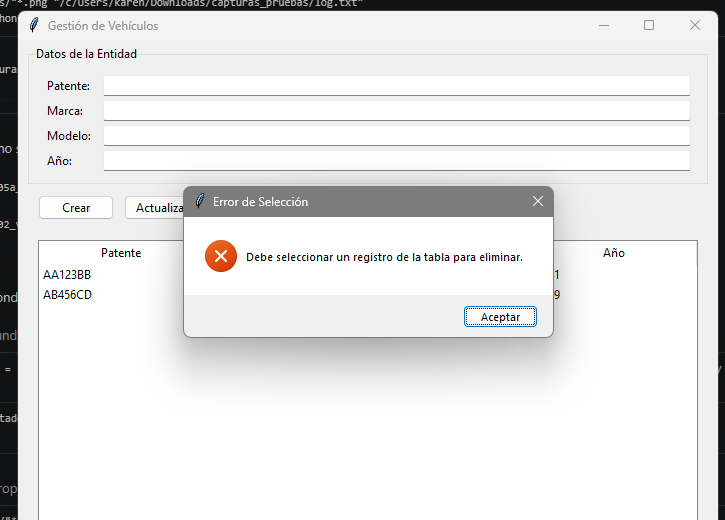 s/"*.png "/c/Users/karen/Downloads/capturas_pruebas/log.txt"
Gestión de Vehículos
Datos de la Entidad
Patente:
Marca:
Modelo:
Año:
Crear
Actualiza
Error de Selección
Debe seleccionar un registro de la tabla para eliminar.
Aceptar
Patente
Año
AA123BB
1
AB456CD
9